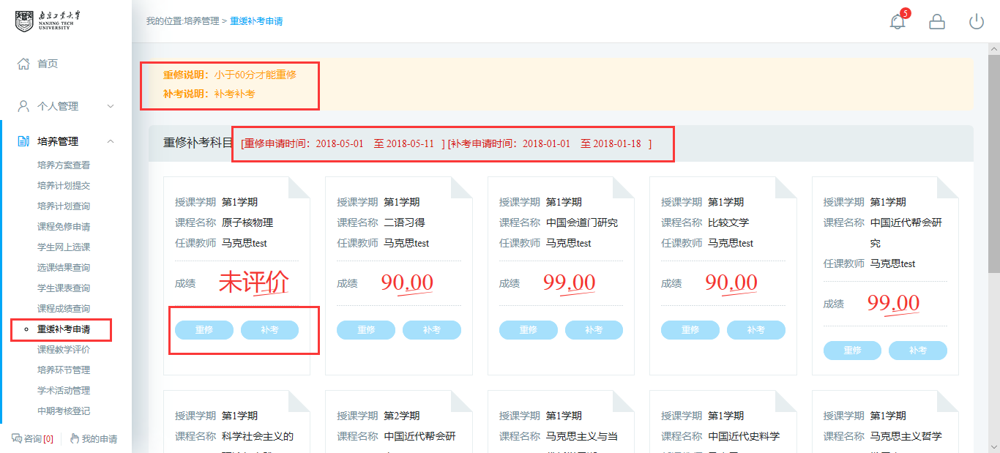 南京工业大学
NANJING TECH
UNIVERSITY
我的位置:培养管理 > 重缓补考申请
5
首页
个人管理
培养管理
培养方案查看
培养计划提交
培养计划查询
课程免修申请
学生网上选课
选课结果查询
学生课表查询
课程成绩查询
重缓补考申请
课程教学评价
培养环节管理
学术活动管理
中期考核登记
咨询[0]
我的申请
重修说明：小于60分才能重修
补考说明：补考补考
重修补考科目 [重修申请时间：2018-05-01 至 2018-05-11 ] [补考申请时间：2018-01-01 至 2018-01-18 ]
授课学期 第1学期
课程名称 原子核物理
任课教师 马克思test
成绩 未评价
重修 补考
授课学期 第1学期
课程名称 二语习得
任课教师 马克思test
成绩 90.00
重修 补考
授课学期 第1学期
课程名称 中国会道门研究
任课教师 马克思test
成绩 99.00
重修 补考
授课学期 第1学期
课程名称 比较文学
任课教师 马克思test
成绩 90.00
重修 补考
授课学期 第1学期
课程名称 中国近代帮会研
究
任课教师 马克思test
成绩 99.00
重修 补考
授课学期 第1学期
课程名称 科学社会主义的
授课学期 第2学期
课程名称 中国近代帮会研
授课学期 第1学期
课程名称 马克思主义与当
授课学期 第1学期
课程名称 中国近代史料学
授课学期 第1学期
课程名称 马克思主义哲学